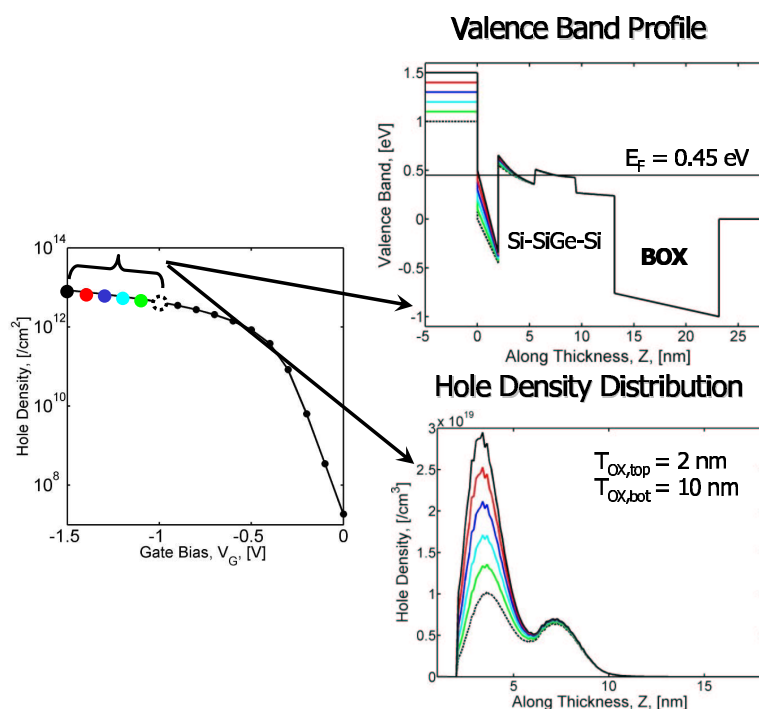 Valence Band Profile
1.5
1
0.5
0
-0.5
-1
Valence Band, [eV]
E_F = 0.45 eV
Si-SiGe-Si
BOX
-5 0 5 10 15 20 25
Along Thickness, Z, [nm]
10^14
10^12
10^10
10^8
Hole Density, [/cm^2]
-1.5 -1 -0.5 0
Gate Bias, V_G, [V]
Hole Density Distribution
3 x 10^19
2.5
2
1.5
1
0.5
0
Hole Density, [/cm^3]
T_OX,top = 2 nm
T_OX,bot = 10 nm
5 10 15
Along Thickness, Z, [nm]